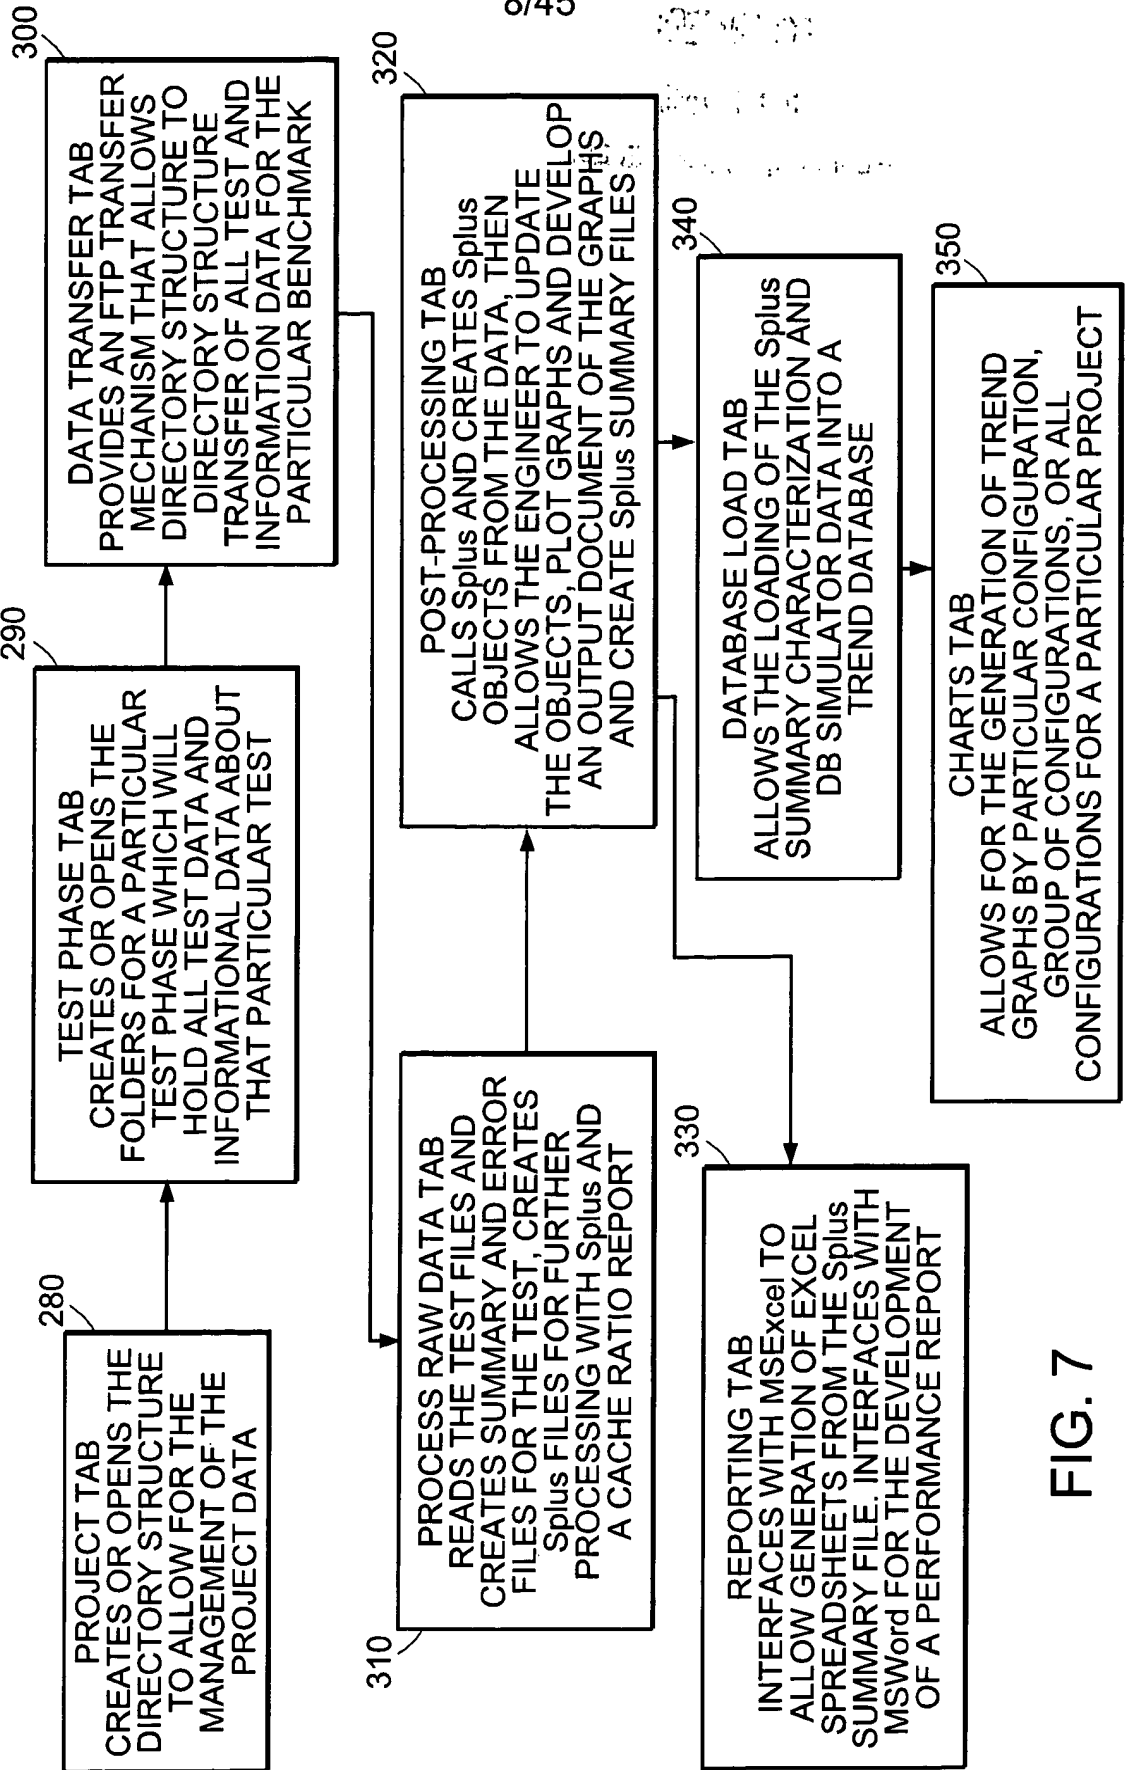 8/45
280
PROJECT TAB
CREATES OR OPENS THE
DIRECTORY STRUCTURE
TO ALLOW FOR THE
MANAGEMENT OF THE
PROJECT DATA
290
TEST PHASE TAB
CREATES OR OPENS THE
FOLDERS FOR A PARTICULAR
TEST PHASE WHICH WILL
HOLD ALL TEST DATA AND
INFORMATIONAL DATA ABOUT
THAT PARTICULAR TEST
300
DATA TRANSFER TAB
PROVIDES AN FTP TRANSFER
MECHANISM THAT ALLOWS
DIRECTORY STRUCTURE TO
DIRECTORY STRUCTURE
TRANSFER OF ALL TEST AND
INFORMATION DATA FOR THE
PARTICULAR BENCHMARK
310
PROCESS RAW DATA TAB
READS THE TEST FILES AND
CREATES SUMMARY AND ERROR
FILES FOR THE TEST, CREATES
Splus FILES FOR FURTHER
PROCESSING WITH Splus AND
A CACHE RATIO REPORT
320
POST-PROCESSING TAB
CALLS Splus AND CREATES Splus
OBJECTS FROM THE DATA, THEN
ALLOWS THE ENGINEER TO UPDATE
THE OBJECTS, PLOT GRAPHS AND DEVELOP
AN OUTPUT DOCUMENT OF THE GRAPHS
AND CREATE Splus SUMMARY FILES
330
REPORTING TAB
INTERFACES WITH MSExcel TO
ALLOW GENERATION OF EXCEL
SPREADSHEETS FROM THE Splus
SUMMARY FILE. INTERFACES WITH
MSWord FOR THE DEVELOPMENT
OF A PERFORMANCE REPORT
340
DATABASE LOAD TAB
ALLOWS THE LOADING OF THE Splus
SUMMARY CHARACTERIZATION AND
DB SIMULATOR DATA INTO A
TREND DATABASE
350
CHARTS TAB
ALLOWS FOR THE GENERATION OF TREND
GRAPHS BY PARTICULAR CONFIGURATION,
GROUP OF CONFIGURATIONS, OR ALL
CONFIGURATIONS FOR A PARTICULAR PROJECT
FIG. 7